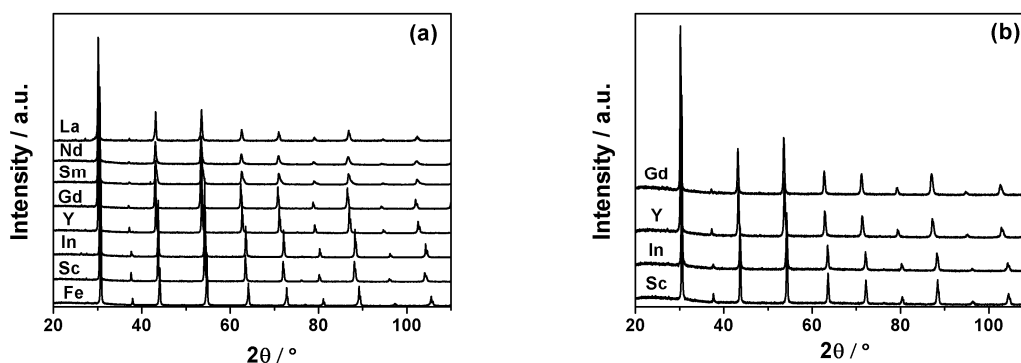 (a)
Intensity / a.u.
La
Nd
Sm
Gd
Y
In
Sc
Fe
20 40 60 80 100
2θ / °
(b)
Intensity / a.u.
Gd
Y
In
Sc
20 40 60 80 100
2θ / °